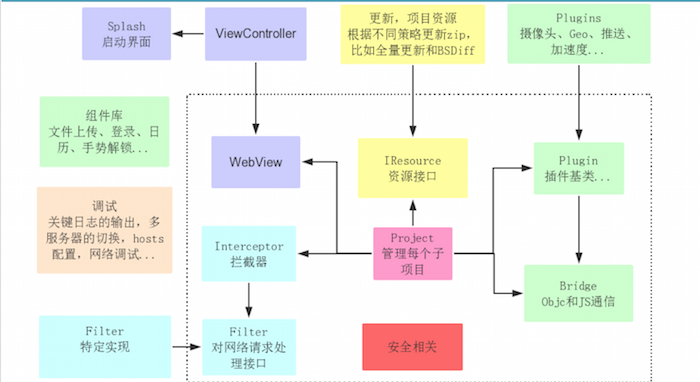 Splash
启动界面
ViewController
更新，项目资源
根据不同策略更新zip，
比如全量更新和BSDiff
Plugins
摄像头、Geo、推送、
加速度...
组件库
文件上传、登录、日
历、手势解锁...
WebView
IResource
资源接口
Plugin
插件基类...
调试
关键日志的输出，多
服务器的切换，hosts
配置，网络调试...
Interceptor
拦截器
Project
管理每个子
项目
Bridge
Objc和JS通信
Filter
特定实现
Filter
对网络请求处
理接口
安全相关